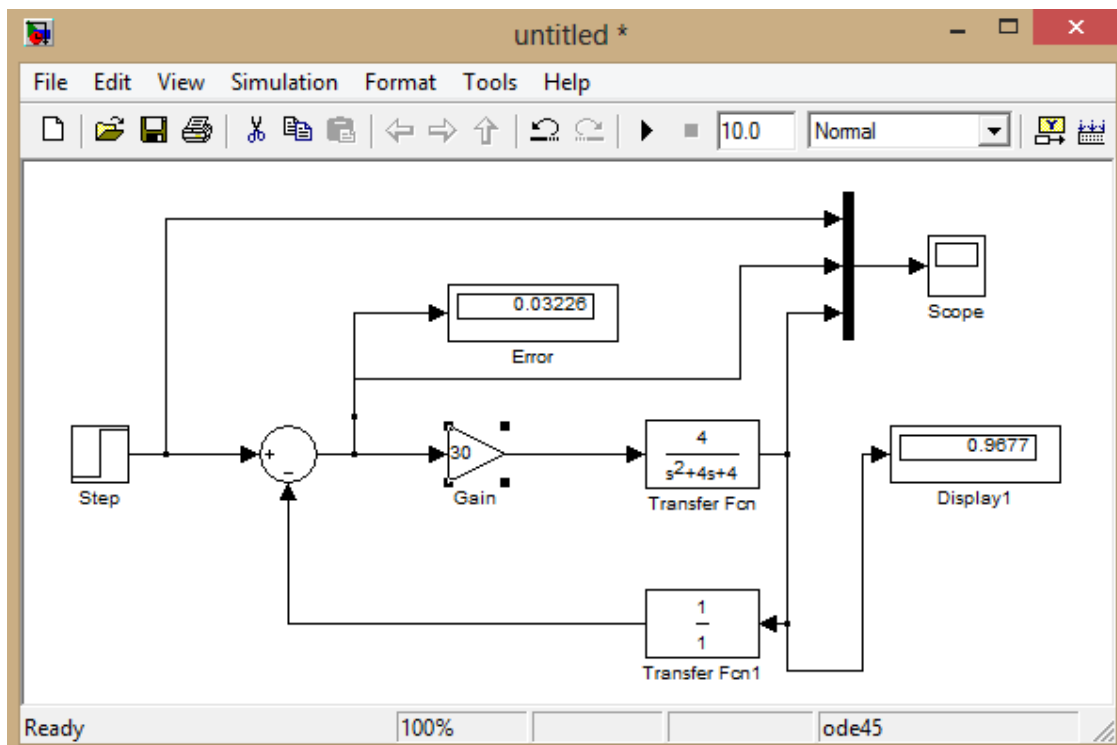 untitled *
File Edit View Simulation Format Tools Help
10.0 Normal
0.03226
Error
Scope
Step
+
−
30
Gain
4
s2+4s+4
Transfer Fcn
0.9677
Display1
1
1
Transfer Fcn1
Ready 100% ode45